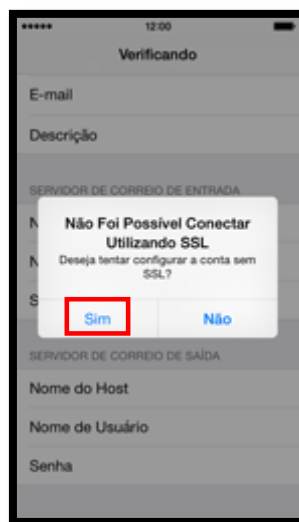 12:00
Verificando
E-mail
Descrição
SERVIDOR DE CORREIO DE ENTRADA
N
Não Foi Possível Conectar
Utilizando SSL
N
Deseja tentar configurar a conta sem
SSL?
S
Sim
Não
SERVIDOR DE CORREIO DE SAÍDA
Nome do Host
Nome de Usuário
Senha